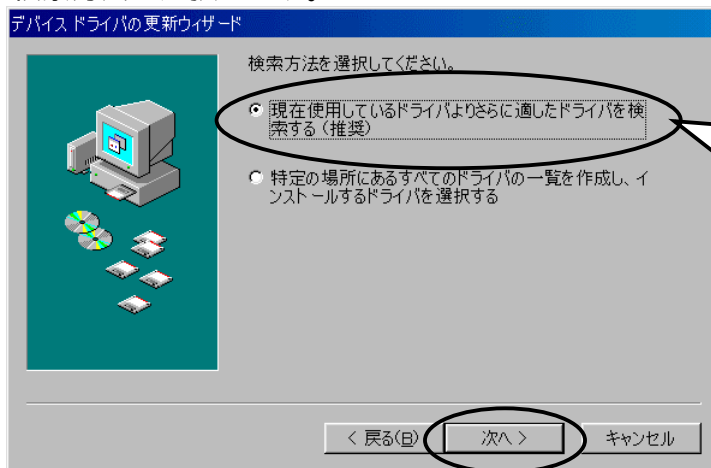 デバイス ドライバの更新ウィザード
検索方法を選択してください。
現在使用しているドライバよりさらに適したドライバを検
索する(推奨)
特定の場所にあるすべてのドライバの一覧を作成し、イ
ンストールするドライバを選択する
< 戻る(B)
次へ >
キャンセル